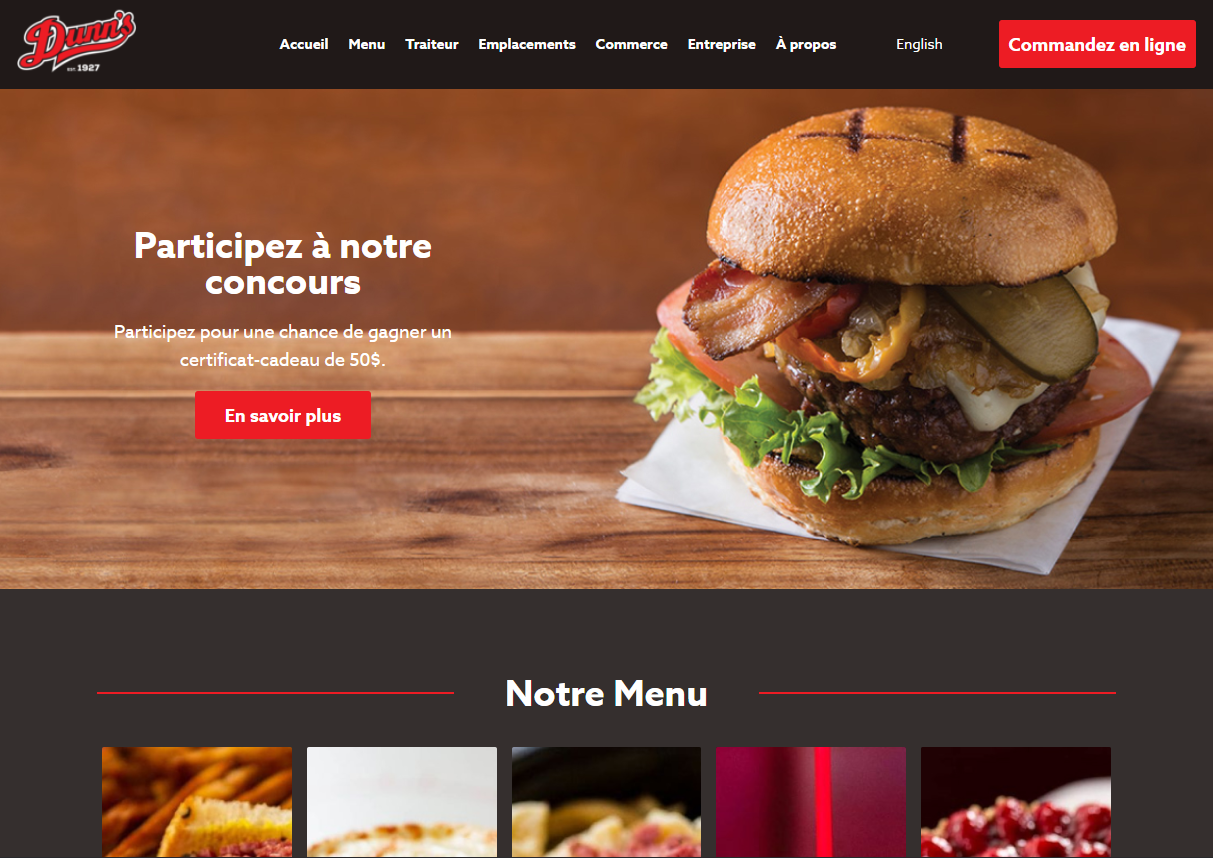 Dunn's
EST. 1927
Accueil
Menu
Traiteur
Emplacements
Commerce
Entreprise
À propos
English
Commandez en ligne
Participez à notre
concours
Participez pour une chance de gagner un
certificat-cadeau de 50$.
En savoir plus
Notre Menu